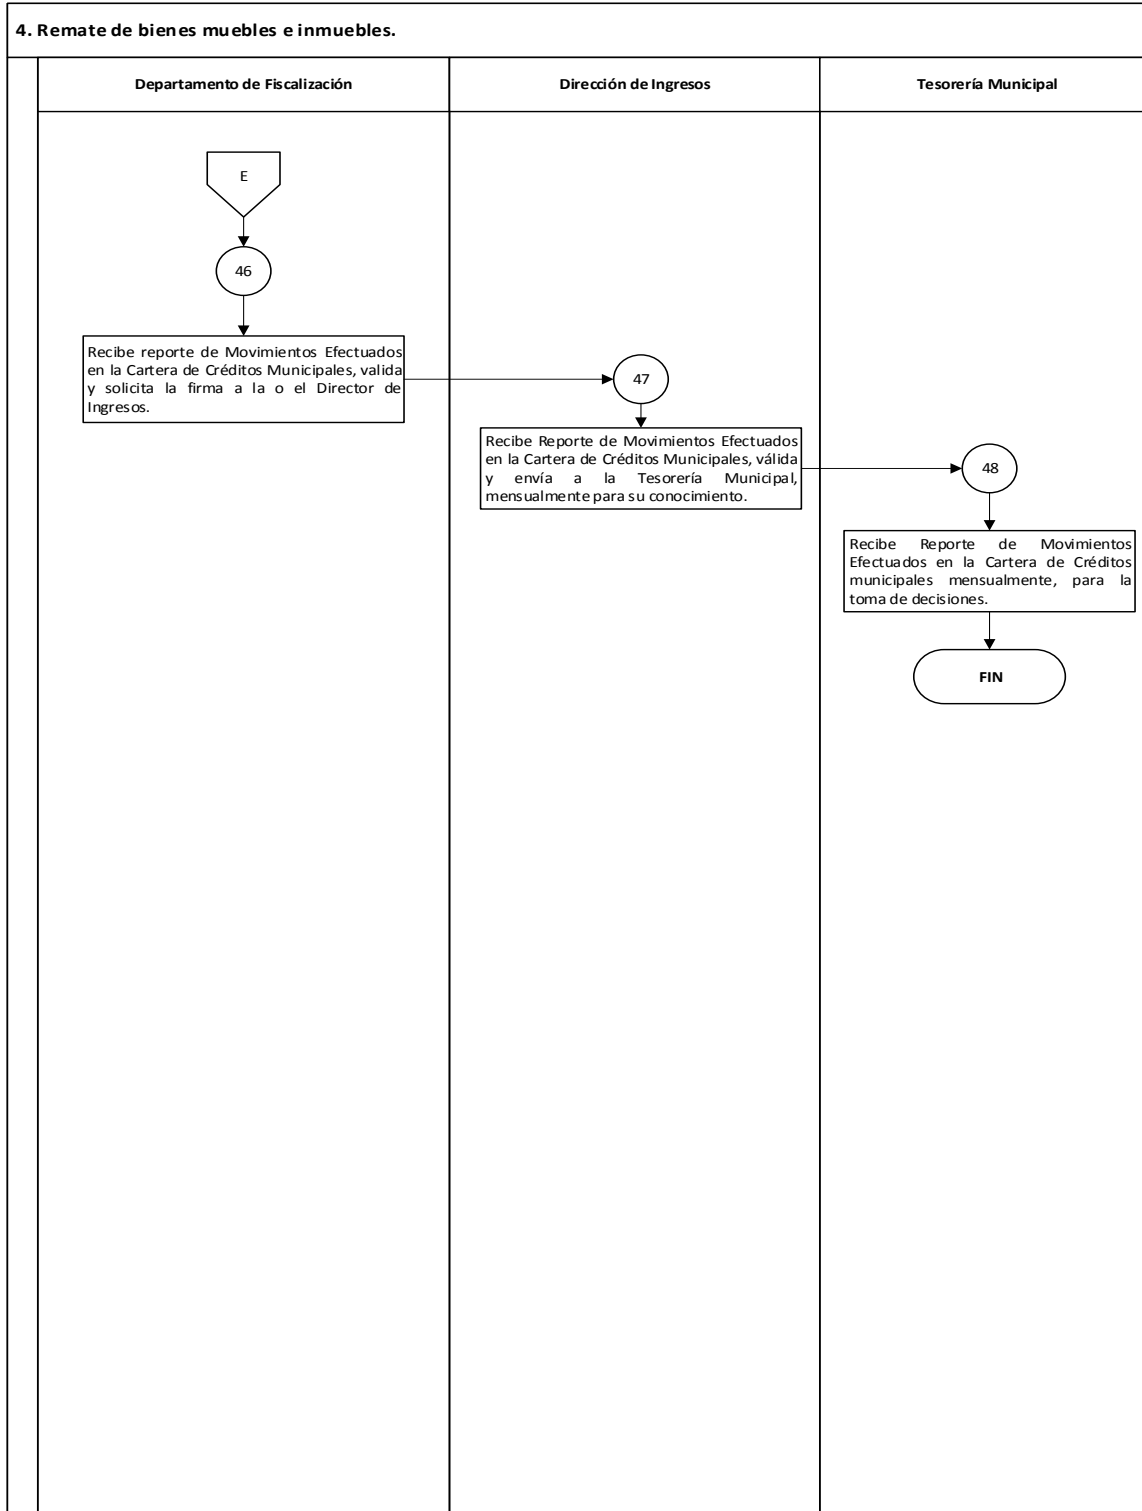 4. Remate de bienes muebles e inmuebles.
Departamento de Fiscalización
Dirección de Ingresos
Tesorería Municipal
E
46
Recibe reporte de Movimientos Efectuados
en la Cartera de Créditos Municipales, valida
y solicita la firma a la o el Director de
Ingresos.
47
Recibe Reporte de Movimientos Efectuados
en la Cartera de Créditos Municipales, válida
y envía a la Tesorería Municipal,
mensualmente para su conocimiento.
48
Recibe Reporte de Movimientos
Efectuados en la Cartera de Créditos
municipales mensualmente, para la
toma de decisiones.
FIN